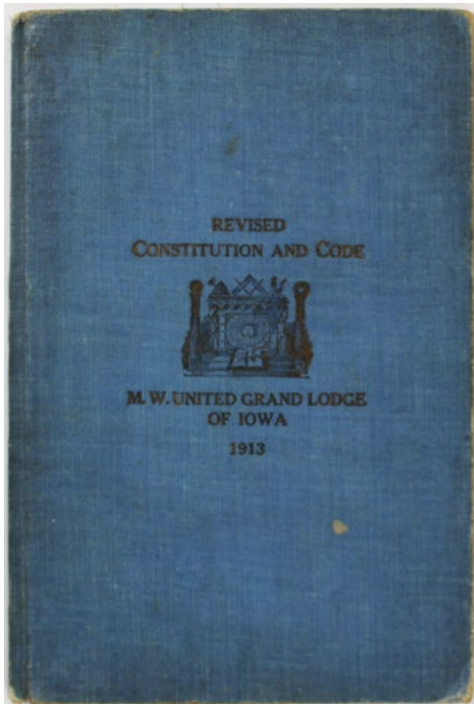 REVISED
CONSTITUTION AND CODE
M. W. UNITED GRAND LODGE
OF IOWA
1913